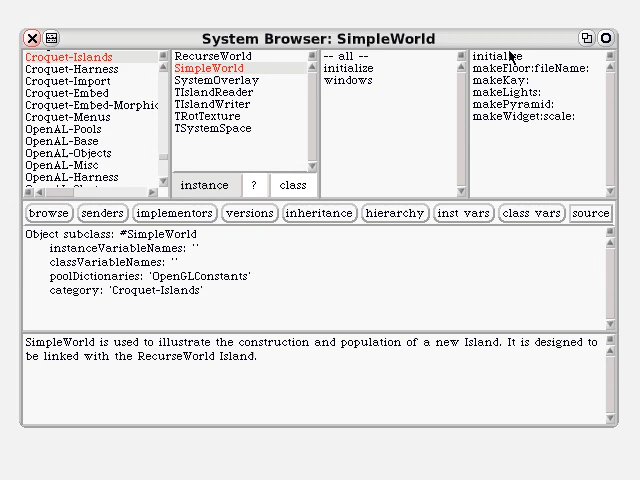 System Browser: SimpleWorld
Croquet-Islands
Croquet-Harness
Croquet-Import
Croquet-Embed
Croquet-Embed-Morphic
Croquet-Menus
OpenAL-Pools
OpenAL-Base
OpenAL-Objects
OpenAL-Misc
OpenAL-Harness
RecurseWorld
SimpleWorld
SystemOverlay
TIslandReader
TIslandWriter
TRotTexture
TSystemSpace
instance ? class
-- all --
initialize
windows
initialize
makeFloor:fileName:
makeKay:
makeLights:
makePyramid:
makeWidget:scale:
browse senders implementors versions inheritance hierarchy inst vars class vars source
Object subclass: #SimpleWorld
instanceVariableNames: ''
classVariableNames: ''
poolDictionaries: 'OpenGLConstants'
category: 'Croquet-Islands'
SimpleWorld is used to illustrate the construction and population of a new Island. It is designed to
be linked with the RecurseWorld Island.